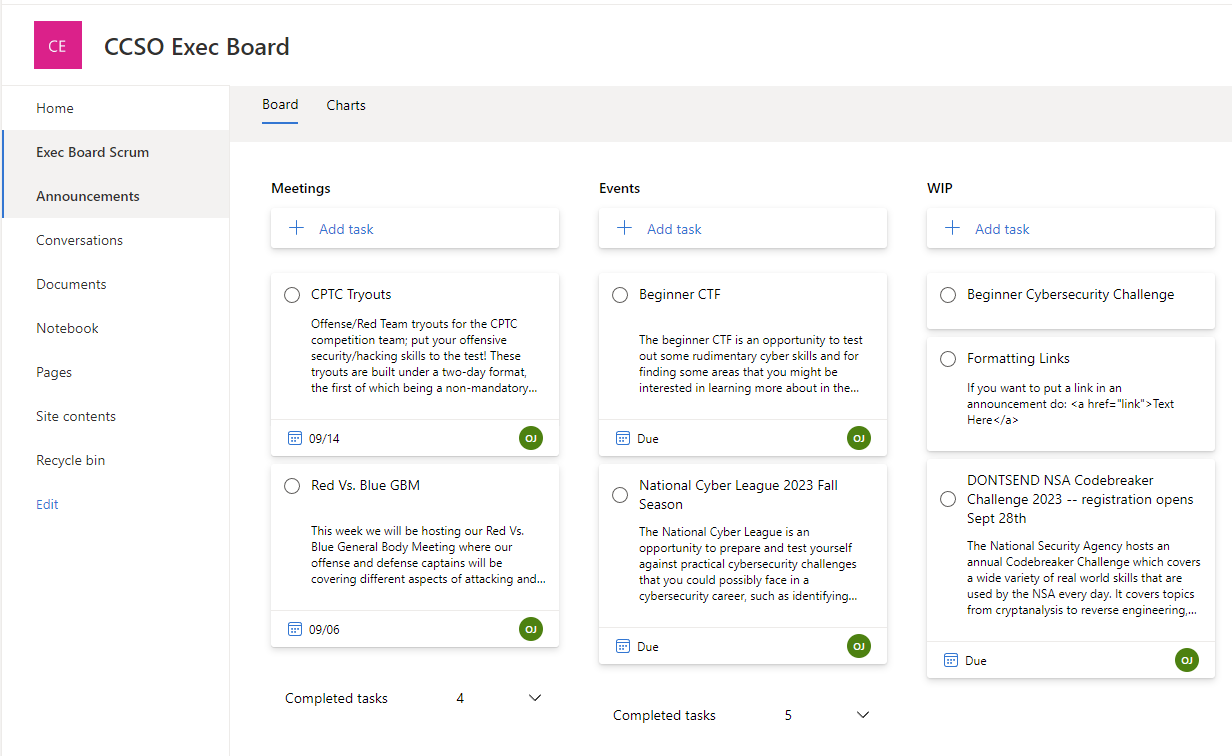 CE
CCSO Exec Board
Home
Exec Board Scrum
Announcements
Conversations
Documents
Notebook
Pages
Site contents
Recycle bin
Edit
Board
Charts
Meetings
Add task
CPTC Tryouts
Offense/Red Team tryouts for the CPTC
competition team; put your offensive
security/hacking skills to the test! These
tryouts are built under a two-day format,
the first of which being a non-mandatory...
09/14
OJ
Red Vs. Blue GBM
This week we will be hosting our Red Vs.
Blue General Body Meeting where our
offense and defense captains will be
covering different aspects of attacking and...
09/06
OJ
Completed tasks 4
Events
Add task
Beginner CTF
The beginner CTF is an opportunity to test
out some rudimentary cyber skills and for
finding some areas that you might be
interested in learning more about in the...
Due
OJ
National Cyber League 2023 Fall
Season
The National Cyber League is an
opportunity to prepare and test yourself
against practical cybersecurity challenges
that you could possibly face in a
cybersecurity career, such as identifying...
Due
OJ
Completed tasks 5
WIP
Add task
Beginner Cybersecurity Challenge
Formatting Links
If you want to put a link in an
announcement do: <a href="link">Text
Here</a>
DONTSEND NSA Codebreaker
Challenge 2023 -- registration opens
Sept 28th
The National Security Agency hosts an
annual Codebreaker Challenge which covers
a wide variety of real world skills that are
used by the NSA every day. It covers topics
from cryptanalysis to reverse engineering,...
Due
OJ